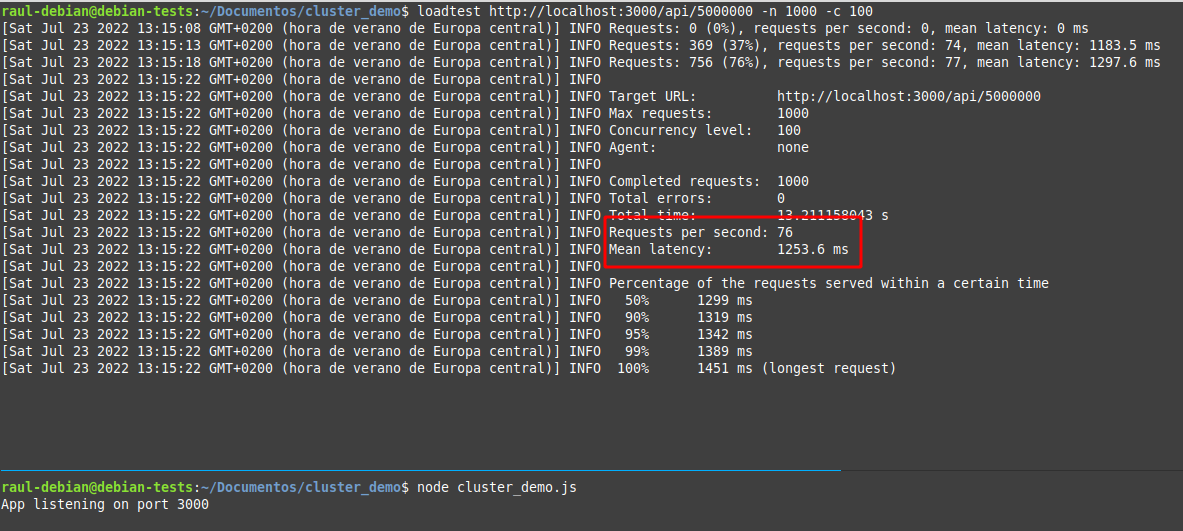 raul-debian@debian-tests:~/Documentos/cluster_demo$ loadtest http://localhost:3000/api/5000000 -n 1000 -c 100
[Sat Jul 23 2022 13:15:08 GMT+0200 (hora de verano de Europa central)] INFO Requests: 0 (0%), requests per second: 0, mean latency: 0 ms
[Sat Jul 23 2022 13:15:13 GMT+0200 (hora de verano de Europa central)] INFO Requests: 369 (37%), requests per second: 74, mean latency: 1183.5 ms
[Sat Jul 23 2022 13:15:18 GMT+0200 (hora de verano de Europa central)] INFO Requests: 756 (76%), requests per second: 77, mean latency: 1297.6 ms
[Sat Jul 23 2022 13:15:22 GMT+0200 (hora de verano de Europa central)] INFO
[Sat Jul 23 2022 13:15:22 GMT+0200 (hora de verano de Europa central)] INFO Target URL:          http://localhost:3000/api/5000000
[Sat Jul 23 2022 13:15:22 GMT+0200 (hora de verano de Europa central)] INFO Max requests:        1000
[Sat Jul 23 2022 13:15:22 GMT+0200 (hora de verano de Europa central)] INFO Concurrency level:   100
[Sat Jul 23 2022 13:15:22 GMT+0200 (hora de verano de Europa central)] INFO Agent:               none
[Sat Jul 23 2022 13:15:22 GMT+0200 (hora de verano de Europa central)] INFO
[Sat Jul 23 2022 13:15:22 GMT+0200 (hora de verano de Europa central)] INFO Completed requests:  1000
[Sat Jul 23 2022 13:15:22 GMT+0200 (hora de verano de Europa central)] INFO Total errors:        0
[Sat Jul 23 2022 13:15:22 GMT+0200 (hora de verano de Europa central)] INFO Total time:          13.211158043 s
[Sat Jul 23 2022 13:15:22 GMT+0200 (hora de verano de Europa central)] INFO Requests per second: 76
[Sat Jul 23 2022 13:15:22 GMT+0200 (hora de verano de Europa central)] INFO Mean latency:        1253.6 ms
[Sat Jul 23 2022 13:15:22 GMT+0200 (hora de verano de Europa central)] INFO
[Sat Jul 23 2022 13:15:22 GMT+0200 (hora de verano de Europa central)] INFO Percentage of the requests served within a certain time
[Sat Jul 23 2022 13:15:22 GMT+0200 (hora de verano de Europa central)] INFO   50%      1299 ms
[Sat Jul 23 2022 13:15:22 GMT+0200 (hora de verano de Europa central)] INFO   90%      1319 ms
[Sat Jul 23 2022 13:15:22 GMT+0200 (hora de verano de Europa central)] INFO   95%      1342 ms
[Sat Jul 23 2022 13:15:22 GMT+0200 (hora de verano de Europa central)] INFO   99%      1389 ms
[Sat Jul 23 2022 13:15:22 GMT+0200 (hora de verano de Europa central)] INFO  100%      1451 ms (longest request)
raul-debian@debian-tests:~/Documentos/cluster_demo$ node cluster_demo.js
App listening on port 3000